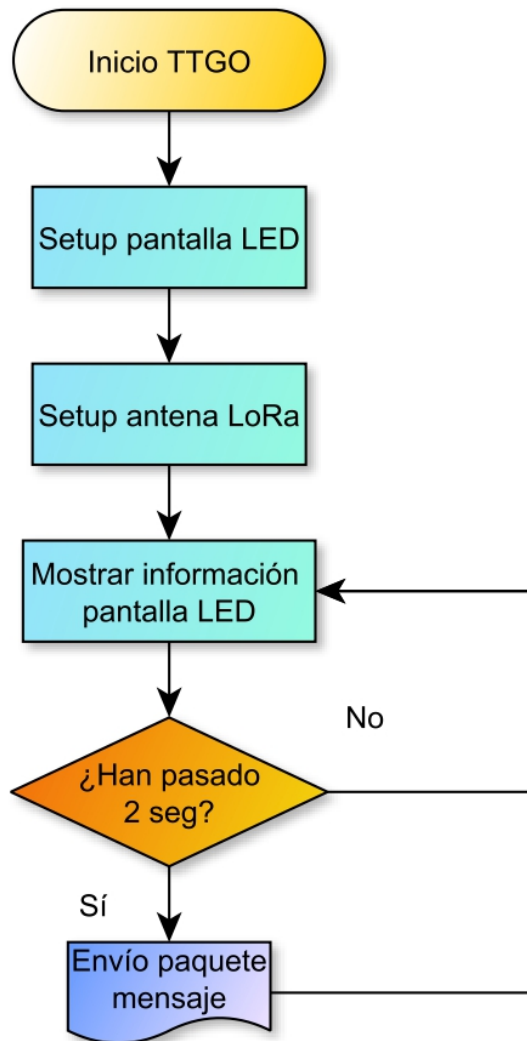 Inicio TTGO
Setup pantalla LED
Setup antena LoRa
Mostrar información
pantalla LED
No
¿Han pasado
2 seg?
Sí
Envío paquete
mensaje